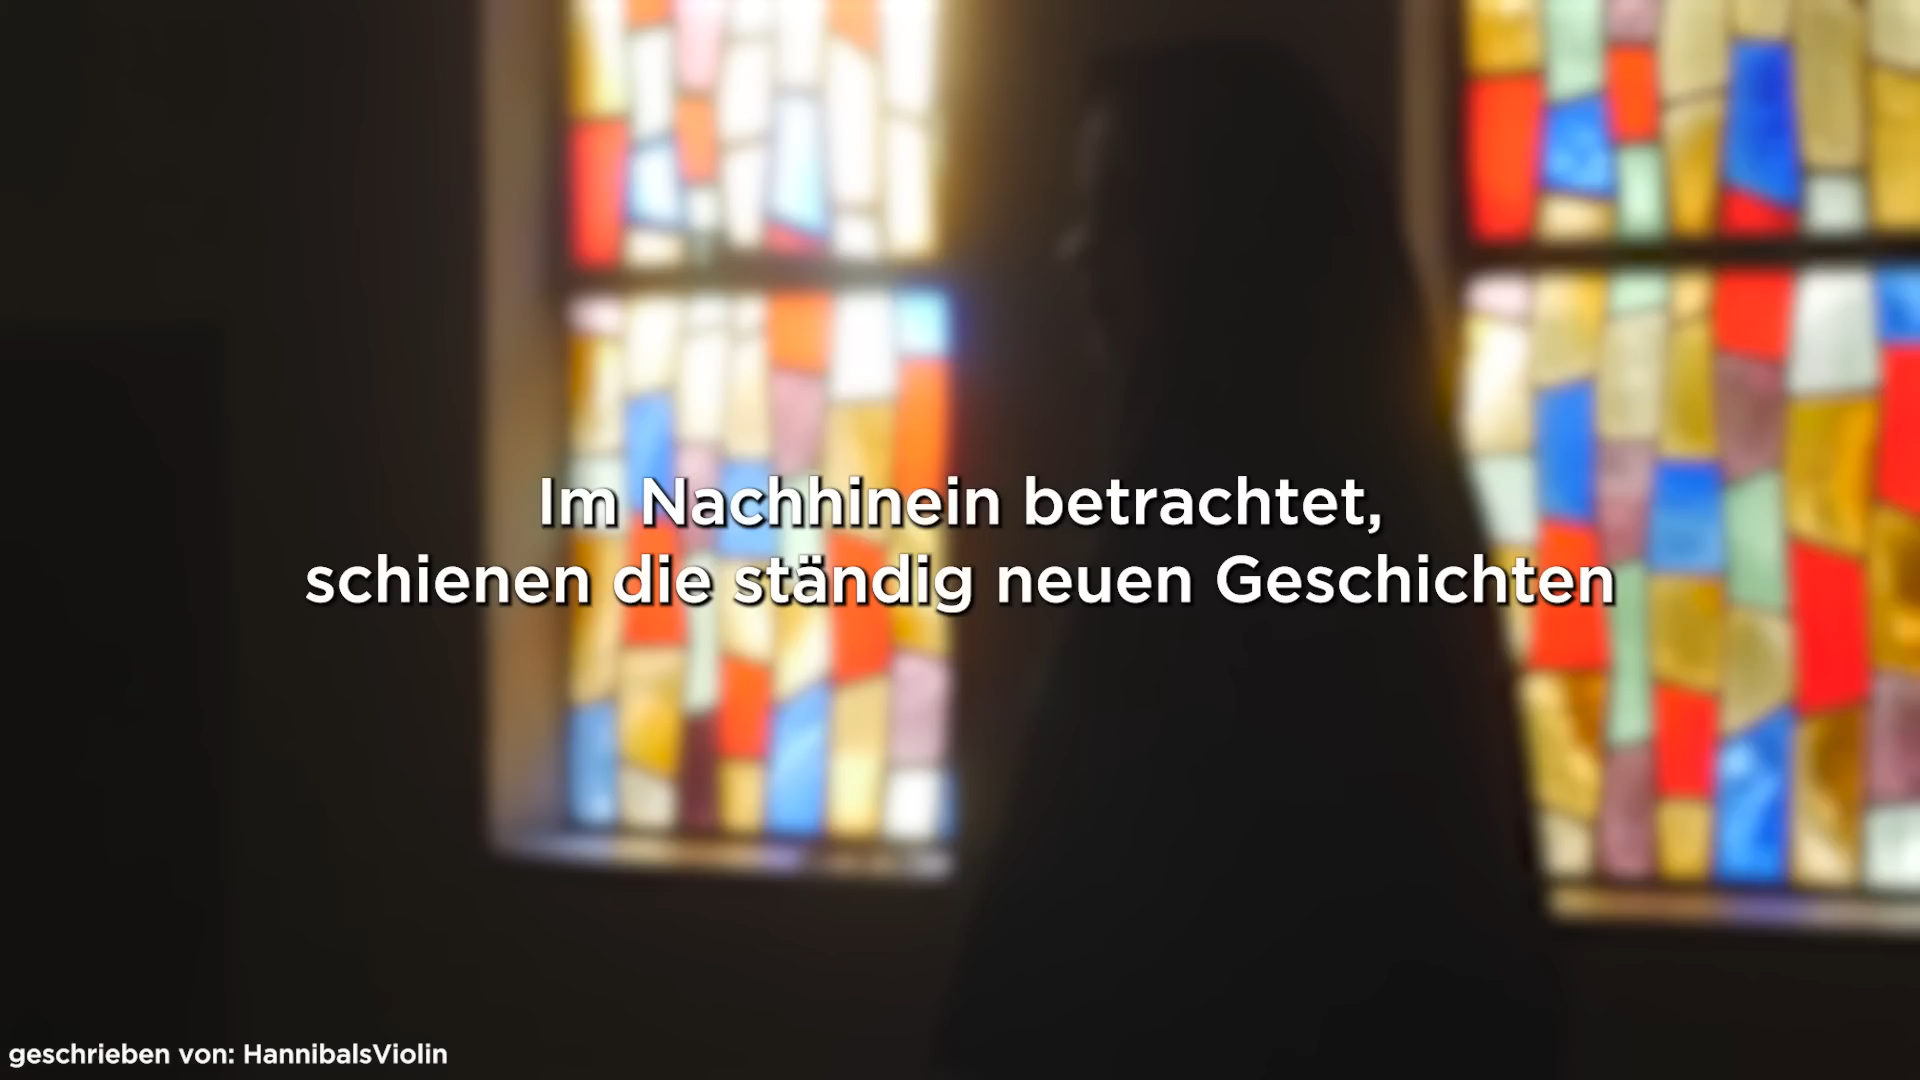 Im Nachhinein betrachtet,
schienen die ständig neuen Geschichten
geschrieben von: HannibalsViolin